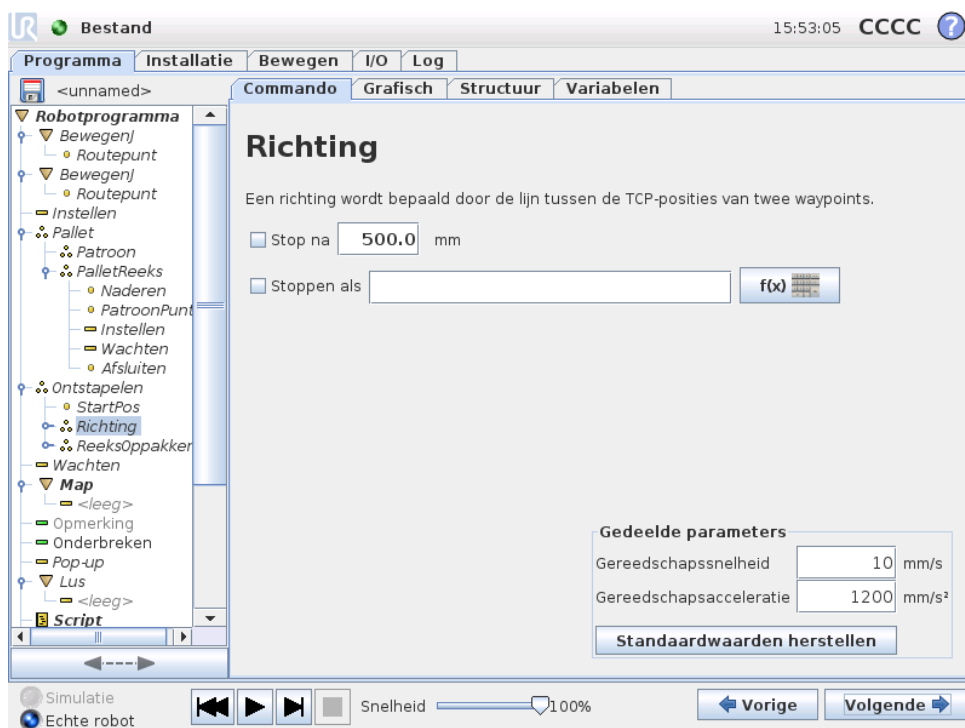 UR Bestand 15:53:05 CCCC ?
Programma Installatie Bewegen I/O Log
<unnamed> Commando Grafisch Structuur Variabelen
Robotprogramma
BewegenJ
Routepunt
BewegenJ
Routepunt
Instellen
Pallet
Patroon
PalletReeks
Naderen
PatroonPunt
Instellen
Wachten
Afsluiten
Ontstapelen
StartPos
Richting
ReeksOppakken
Wachten
Map
<leeg>
Opmerking
Onderbreken
Pop-up
Lus
<leeg>
Script
Richting
Een richting wordt bepaald door de lijn tussen de TCP-posities van twee waypoints.
Stop na 500.0 mm
Stoppen als f(x)
Gedeelde parameters
Gereedschapssnelheid 10 mm/s
Gereedschapsacceleratie 1200 mm/s²
Standaardwaarden herstellen
Simulatie
Echte robot
Snelheid 100%
Vorige Volgende